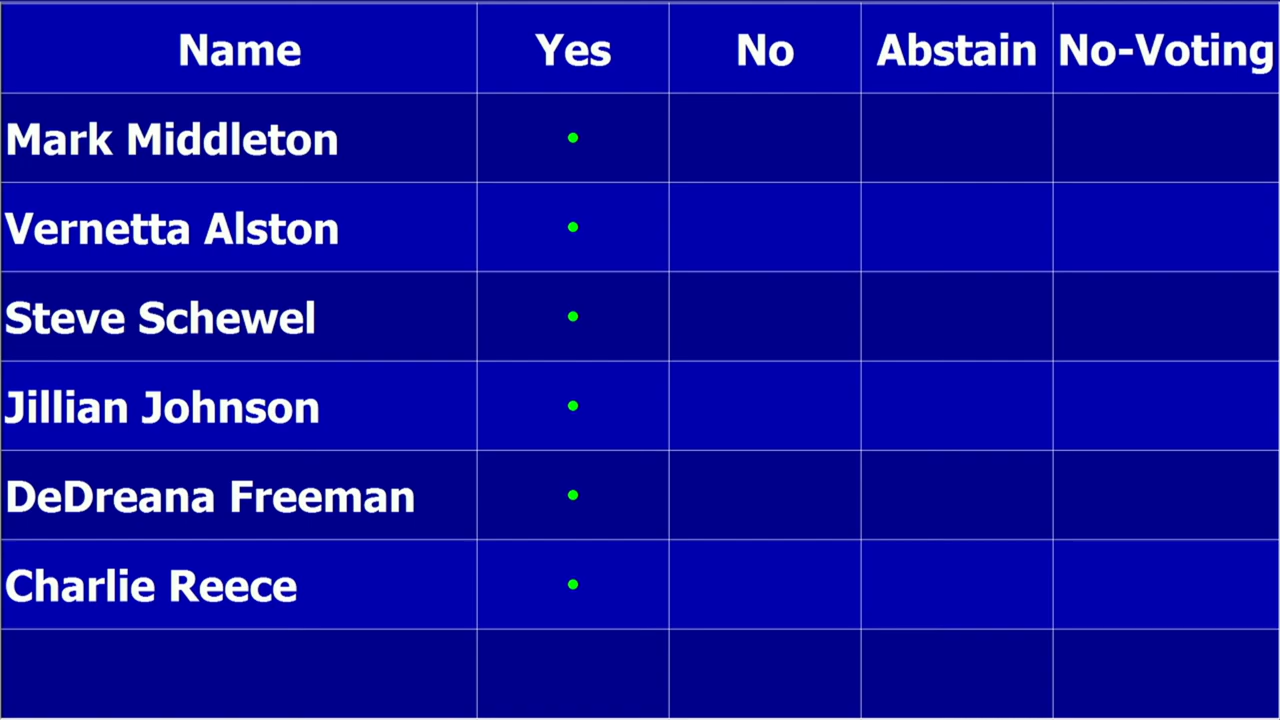 Name Yes No Abstain No-Voting
Mark Middleton
Vernetta Alston
Steve Schewel
Jillian Johnson
DeDreana Freeman
Charlie Reece